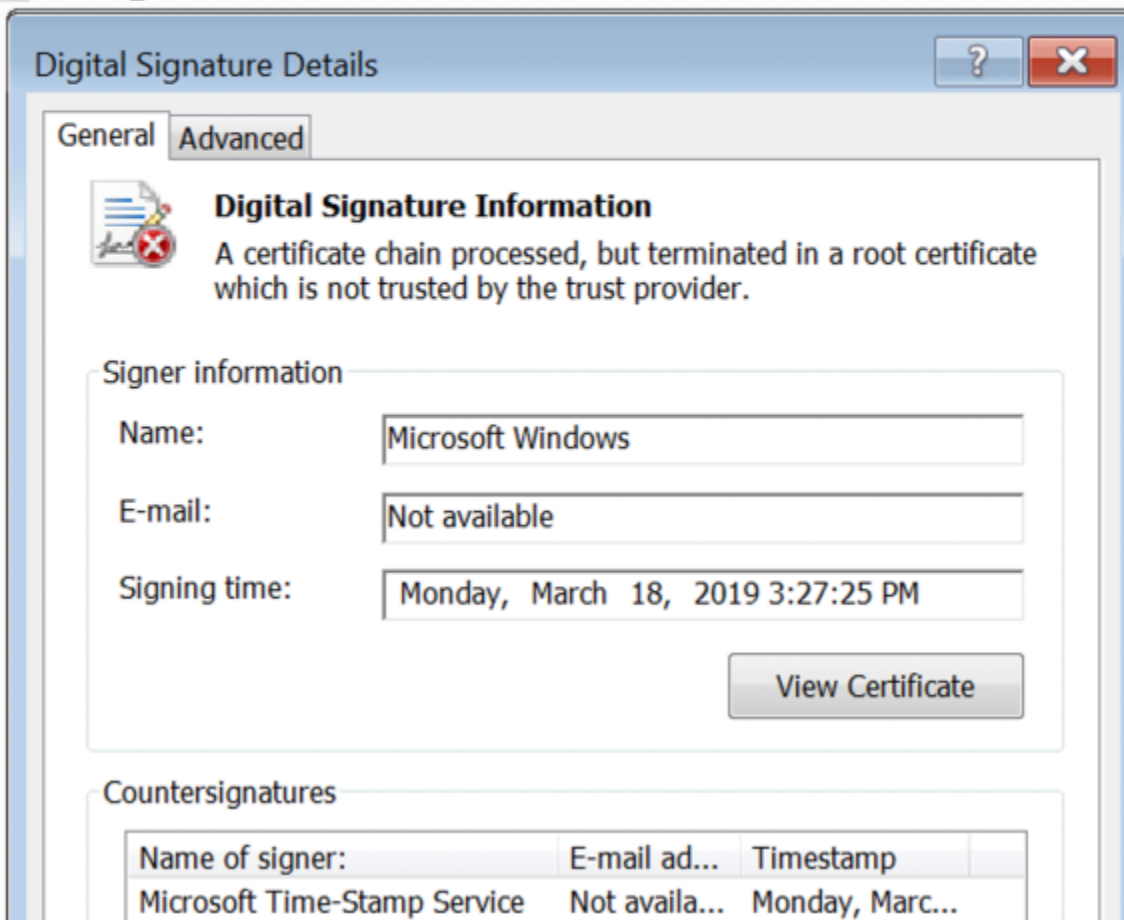 Digital Signature Details
General
Advanced
Digital Signature Information
A certificate chain processed, but terminated in a root certificate
which is not trusted by the trust provider.
Signer information
Name:
Microsoft Windows
E-mail:
Not available
Signing time:
Monday, March 18, 2019 3:27:25 PM
View Certificate
Countersignatures
Name of signer: E-mail ad... Timestamp
Microsoft Time-Stamp Service Not availa... Monday, Marc...